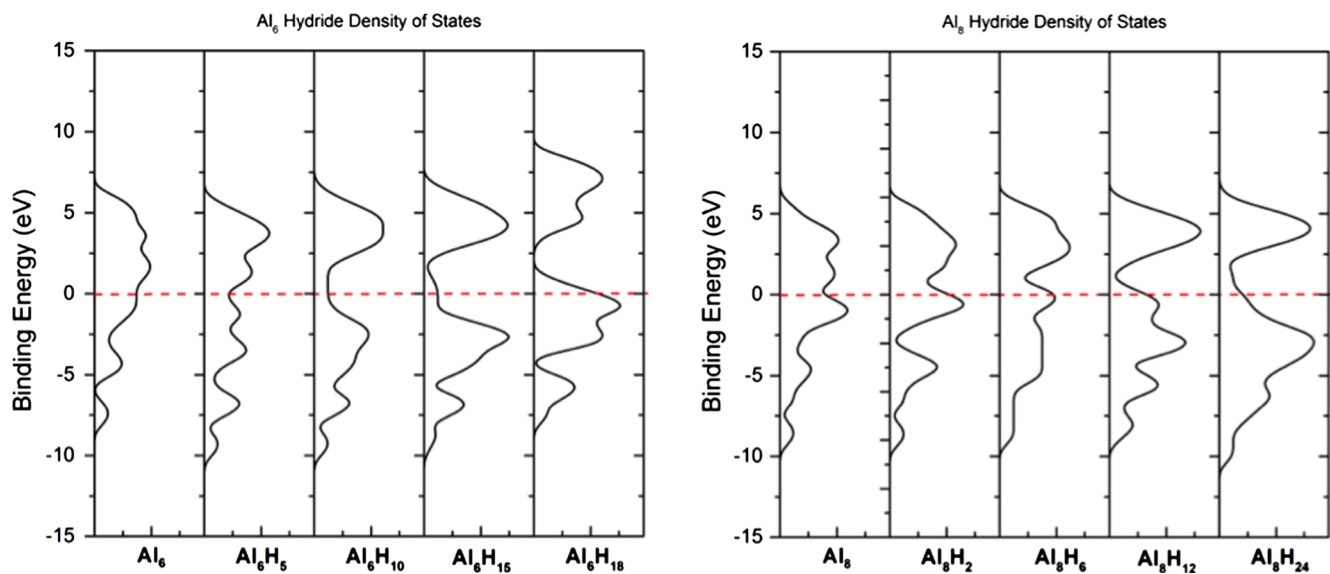 Al₆ Hydride Density of States
Binding Energy (eV)
15
10
5
0
-5
-10
-15
Al₆ Al₆H₅ Al₆H₁₀ Al₆H₁₅ Al₆H₁₈
Al₈ Hydride Density of States
Binding Energy (eV)
15
10
5
0
-5
-10
-15
Al₈ Al₈H₂ Al₈H₆ Al₈H₁₂ Al₈H₂₄